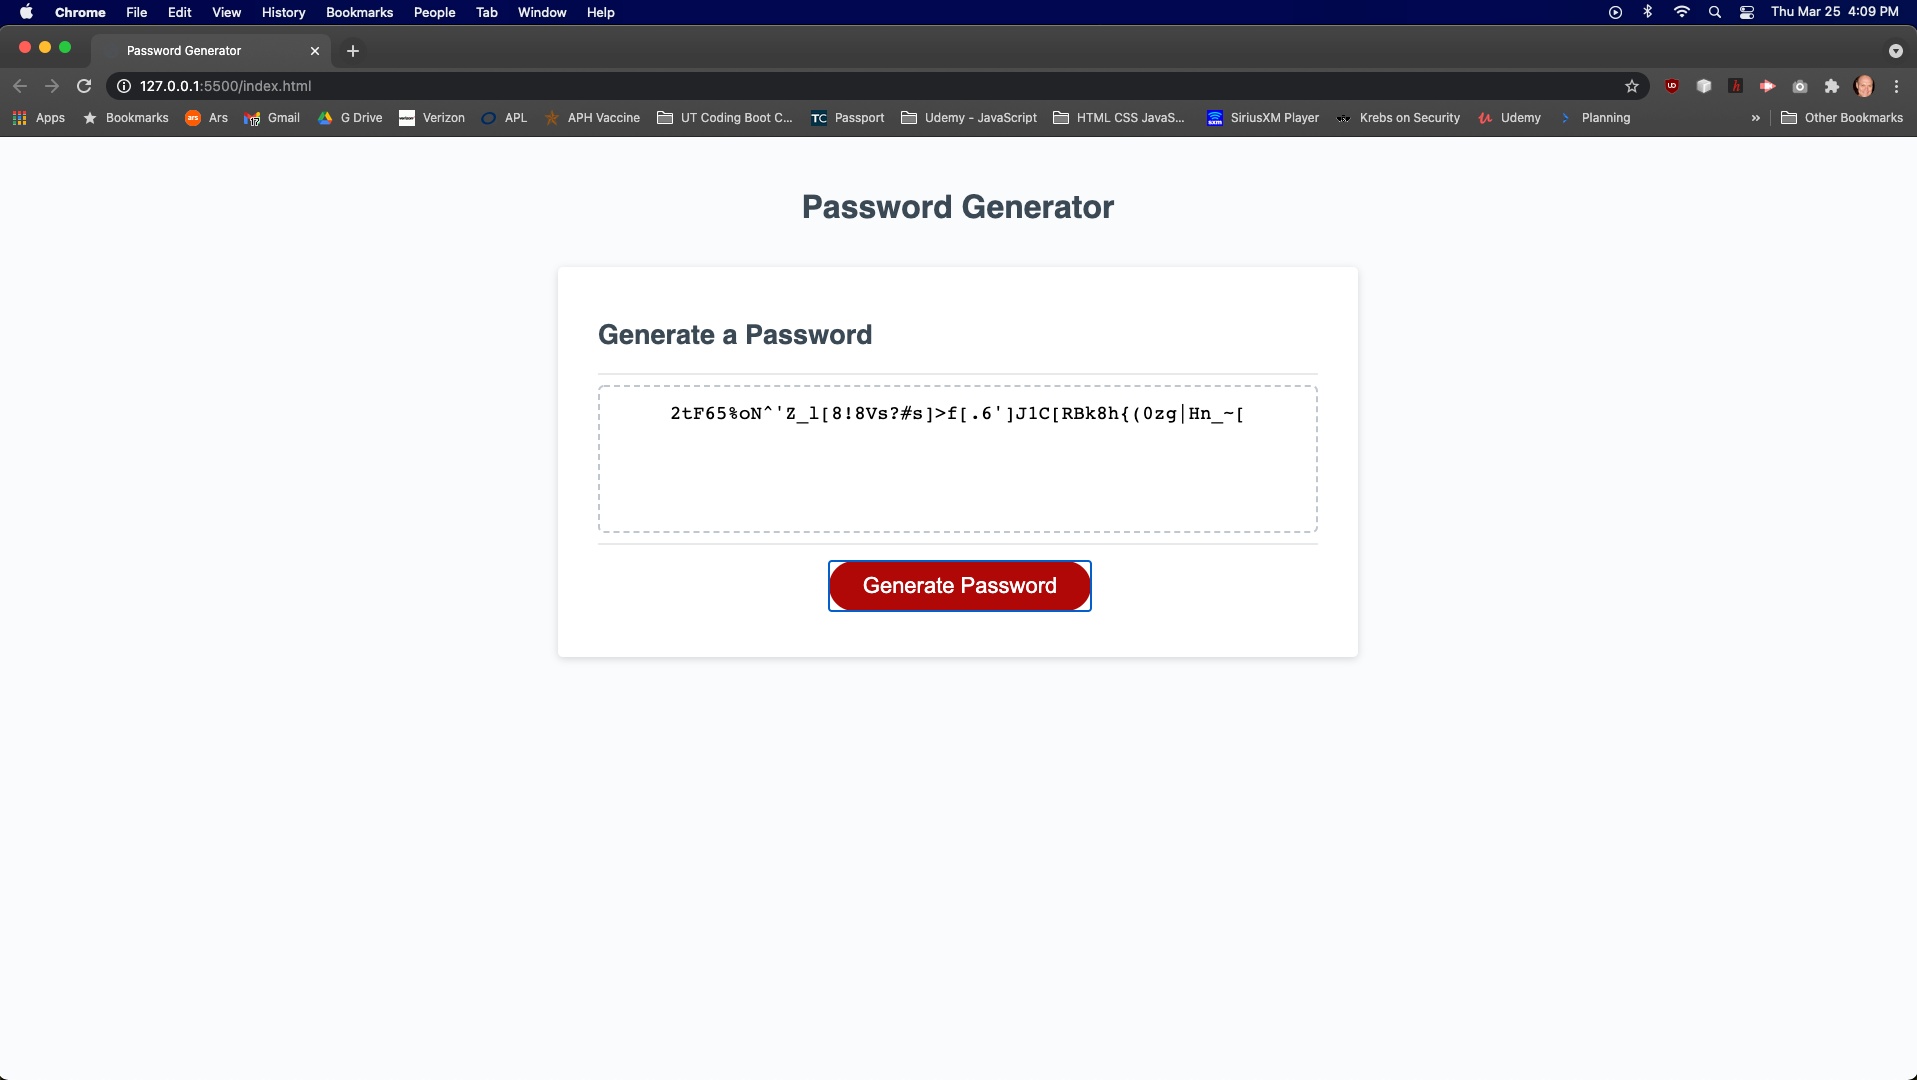 Chrome File Edit View History Bookmarks People Tab Window Help Thu Mar 25 4:09 PM
Password Generator
127.0.0.1:5500/index.html
Apps Bookmarks Ars Gmail G Drive Verizon APL APH Vaccine UT Coding Boot C... TC Passport Udemy - JavaScript HTML CSS JavaS... SiriusXM Player Krebs on Security Udemy Planning » Other Bookmarks
Password Generator
Generate a Password
2tF65%oN^'Z_l[8!8Vs?#s]>f[.6']J1C[RBk8h{(0zg|Hn_~[
Generate Password